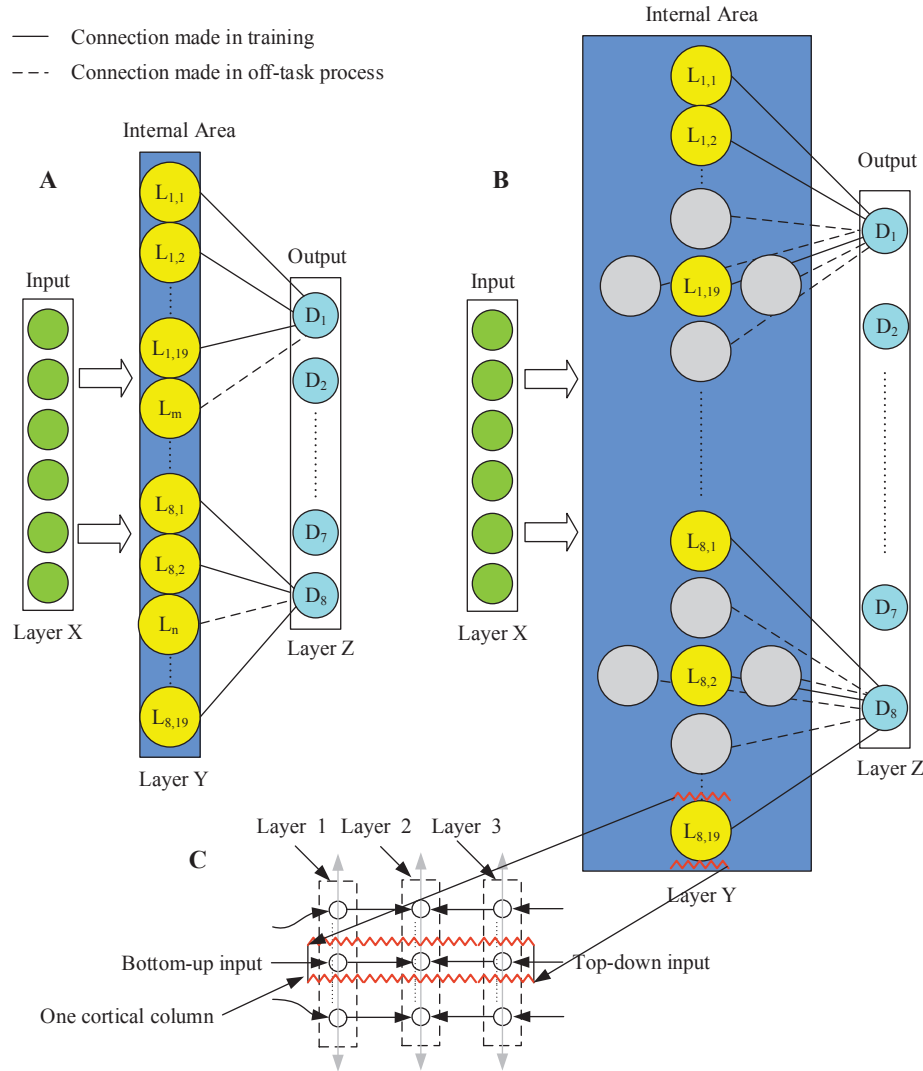 Connection made in training
Connection made in off-task process
A
Internal Area
L1,1
L1,2
L1,19
Lm
L8,1
L8,2
Ln
L8,19
Layer Y
Input
Layer X
Output
D1
D2
D7
D8
Layer Z
B
Internal Area
L1,1
L1,2
L1,19
L8,1
L8,2
L8,19
Layer Y
Input
Layer X
Output
D1
D2
D7
D8
Layer Z
C
Layer 1
Layer 2
Layer 3
Bottom-up input
Top-down input
One cortical column